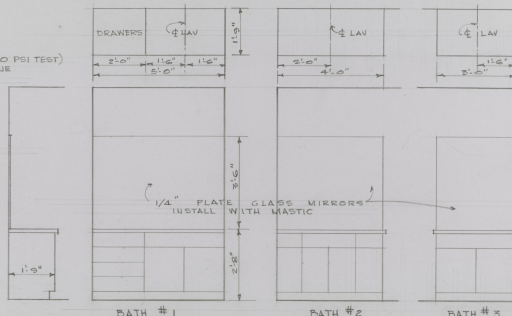 DRAWERS
℄ LAV
℄ LAV
℄ LAV
1'-9"
0 PSI TEST)
2'-0"
1'-6"
1'-6"
2'-0"
1'-6"
5'-0"
4'-0"
3'-0"
3'-9"
1/4" PLATE GLASS MIRRORS
INSTALL WITH MASTIC
2'-8"
1'-9"
BATH #1
BATH #2
BATH #3